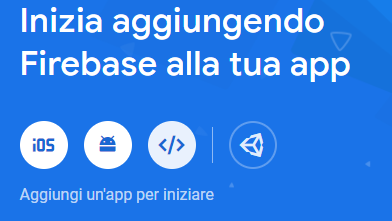 Inizia aggiungendo
Firebase alla tua app
iOS
Aggiungi un'app per iniziare